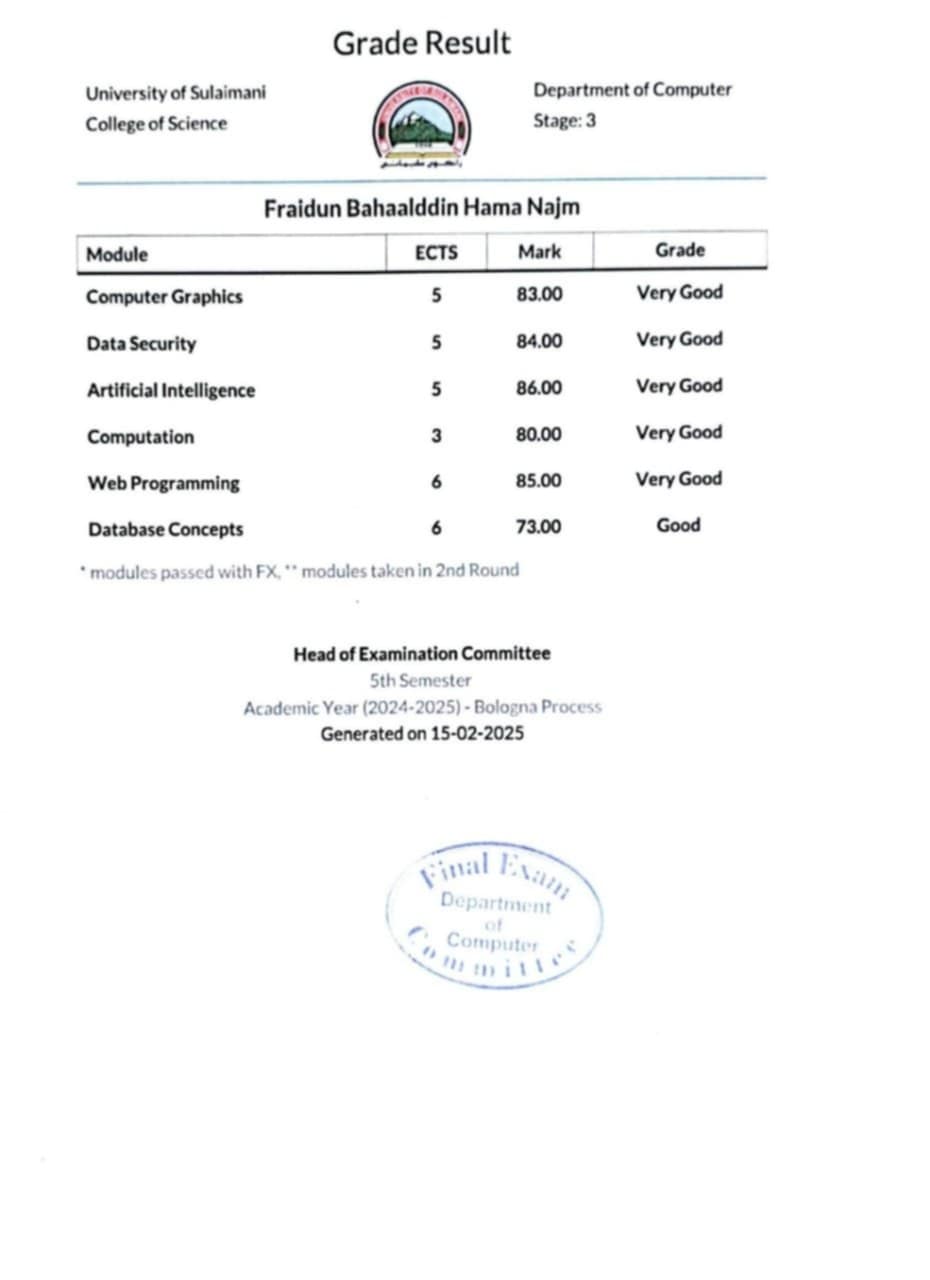 Grade Result
University of Sulaimani
College of Science
Department of Computer
Stage: 3
Fraidun Bahaalddin Hama Najm
Module ECTS Mark Grade
Computer Graphics 5 83.00 Very Good
Data Security 5 84.00 Very Good
Artificial Intelligence 5 86.00 Very Good
Computation 3 80.00 Very Good
Web Programming 6 85.00 Very Good
Database Concepts 6 73.00 Good
* modules passed with FX, ** modules taken in 2nd Round
Head of Examination Committee
5th Semester
Academic Year (2024-2025) - Bologna Process
Generated on 15-02-2025
Final Exam
Department
of
Computer
Committee